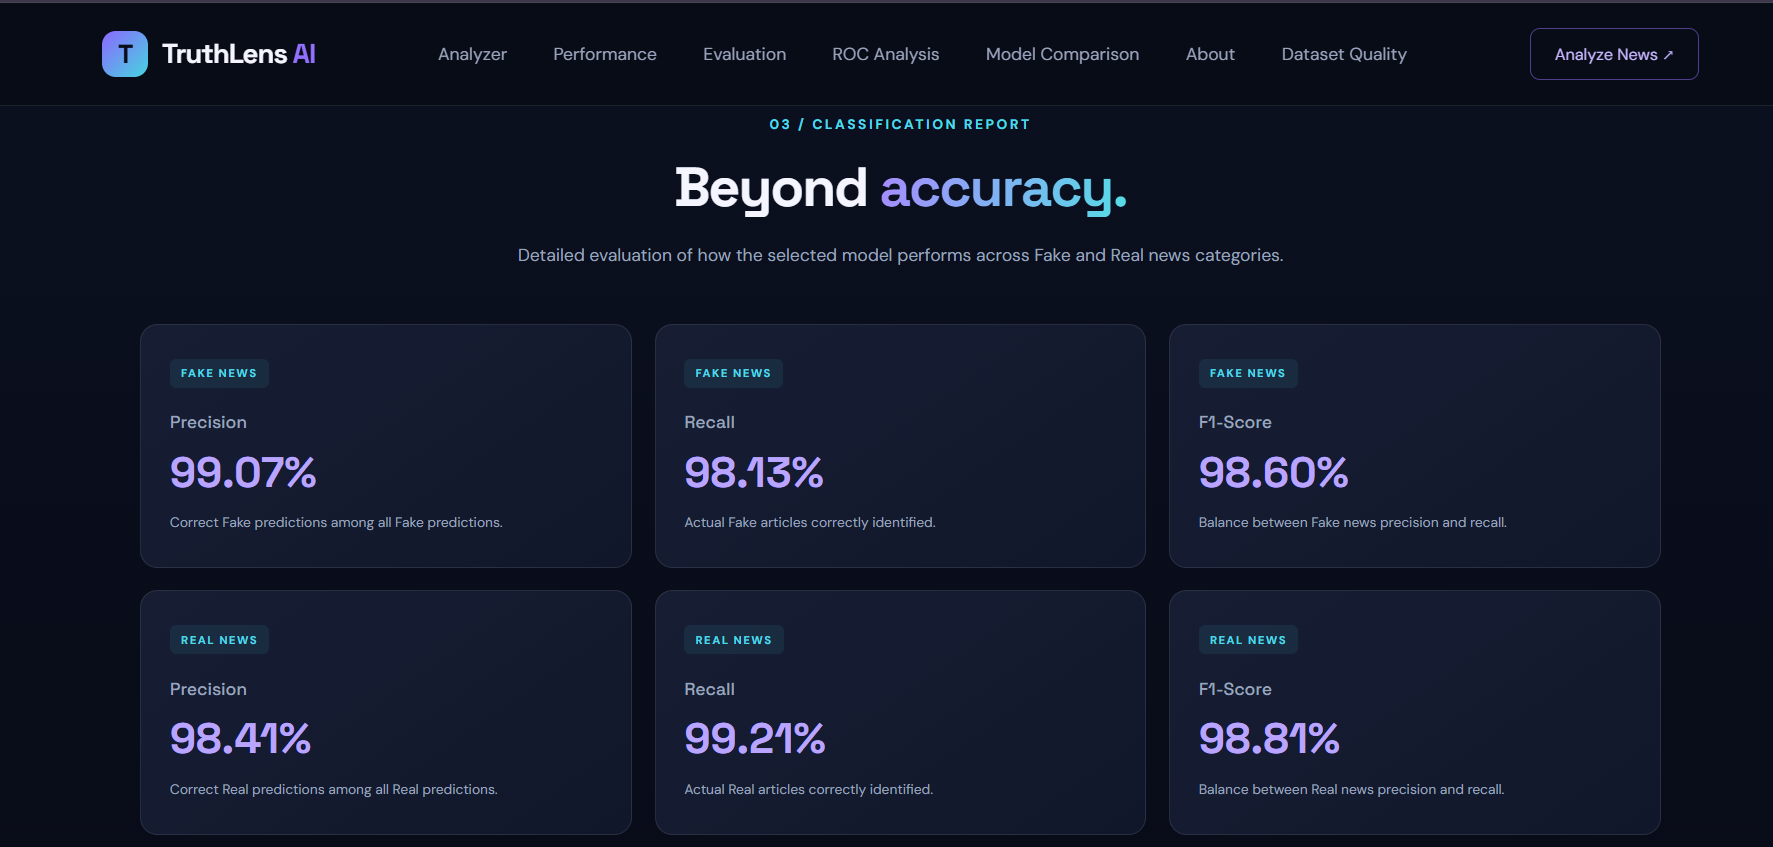 T TruthLens AI Analyzer Performance Evaluation ROC Analysis Model Comparison About Dataset Quality Analyze News ↗
03 / CLASSIFICATION REPORT
Beyond accuracy.
Detailed evaluation of how the selected model performs across Fake and Real news categories.
FAKE NEWS
Precision
99.07%
Correct Fake predictions among all Fake predictions.
FAKE NEWS
Recall
98.13%
Actual Fake articles correctly identified.
FAKE NEWS
F1-Score
98.60%
Balance between Fake news precision and recall.
REAL NEWS
Precision
98.41%
Correct Real predictions among all Real predictions.
REAL NEWS
Recall
99.21%
Actual Real articles correctly identified.
REAL NEWS
F1-Score
98.81%
Balance between Real news precision and recall.